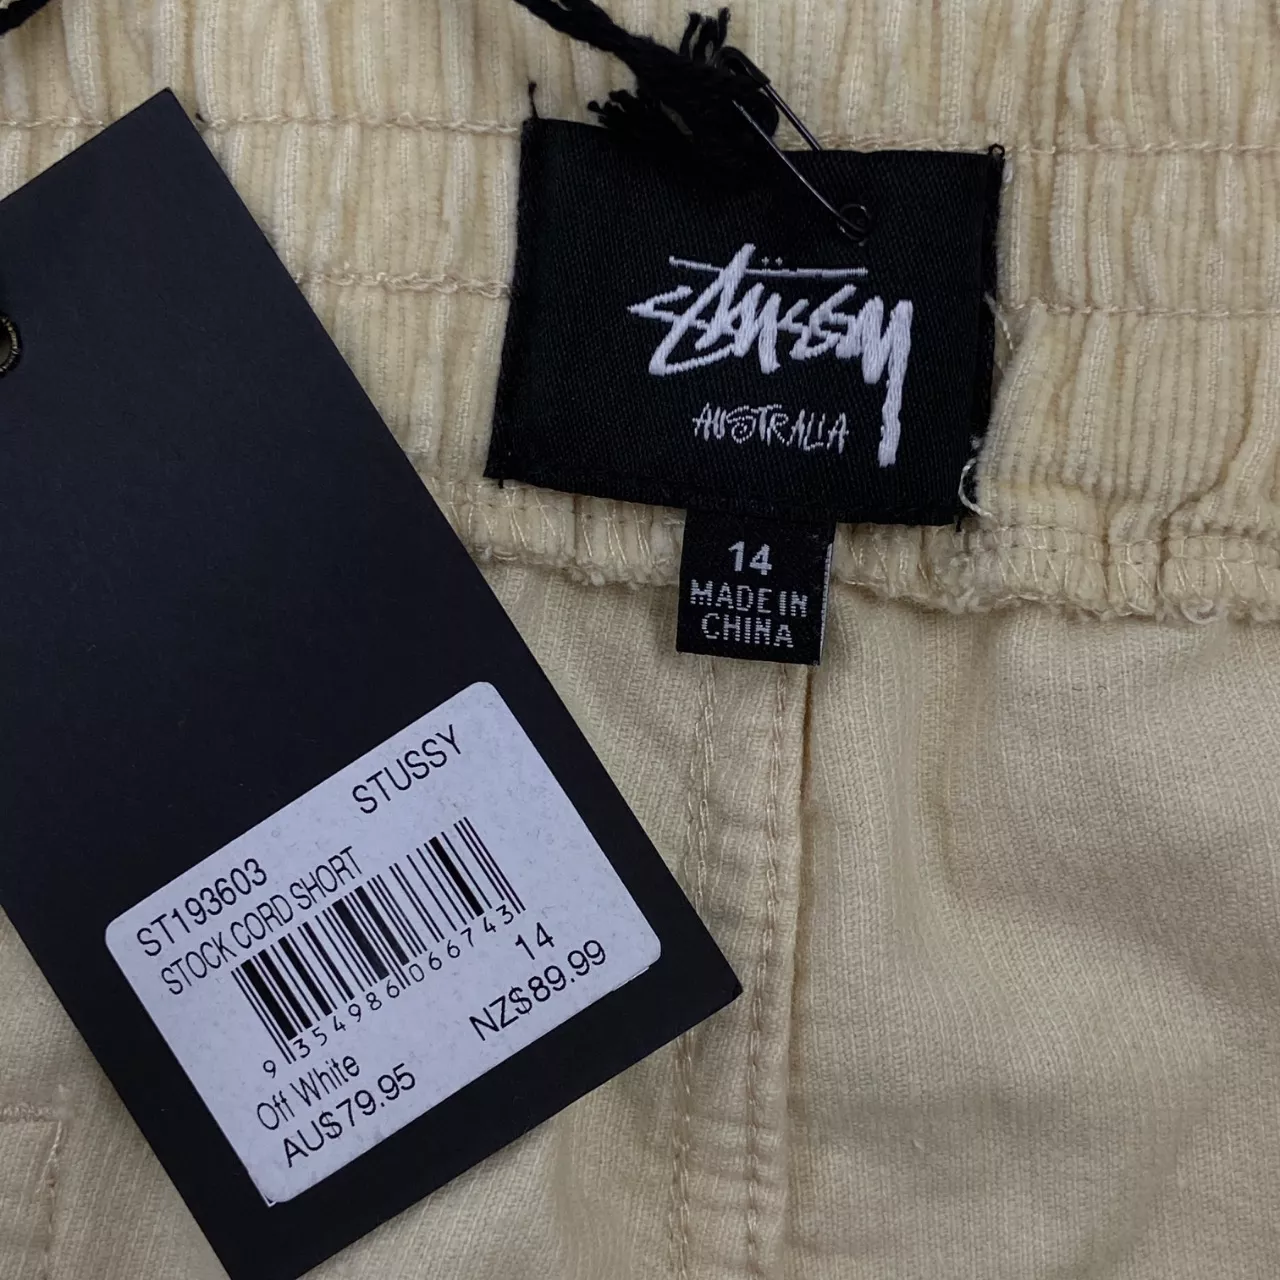 STÜSSY
AUSTRALIA
14
MADE IN
CHINA
STUSSY
ST193603
STOCK CORD SHORT
9 354986 066743
14
Off White
NZ$89.99
AU$79.95